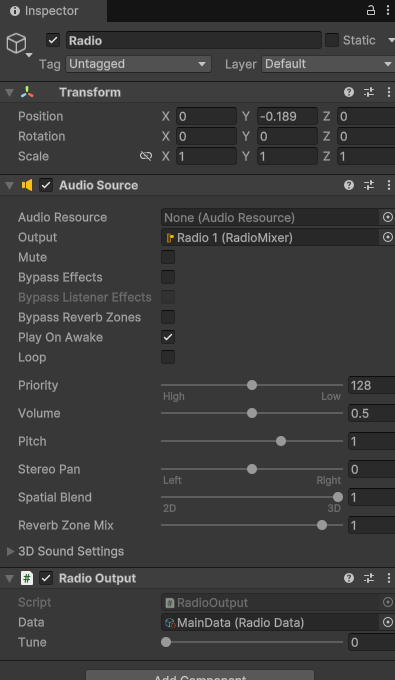 Inspector
Radio Static
Tag Untagged Layer Default
Transform
Position X 0 Y -0.189 Z 0
Rotation X 0 Y 0 Z 0
Scale X 1 Y 1 Z 1
Audio Source
Audio Resource None (Audio Resource)
Output Radio 1 (RadioMixer)
Mute
Bypass Effects
Bypass Listener Effects
Bypass Reverb Zones
Play On Awake
Loop
Priority 128
High Low
Volume 0.5
Pitch 1
Stereo Pan 0
Left Right
Spatial Blend 1
2D 3D
Reverb Zone Mix 1
3D Sound Settings
# Radio Output
Script # RadioOutput
Data MainData (Radio Data)
Tune 0
Add Component